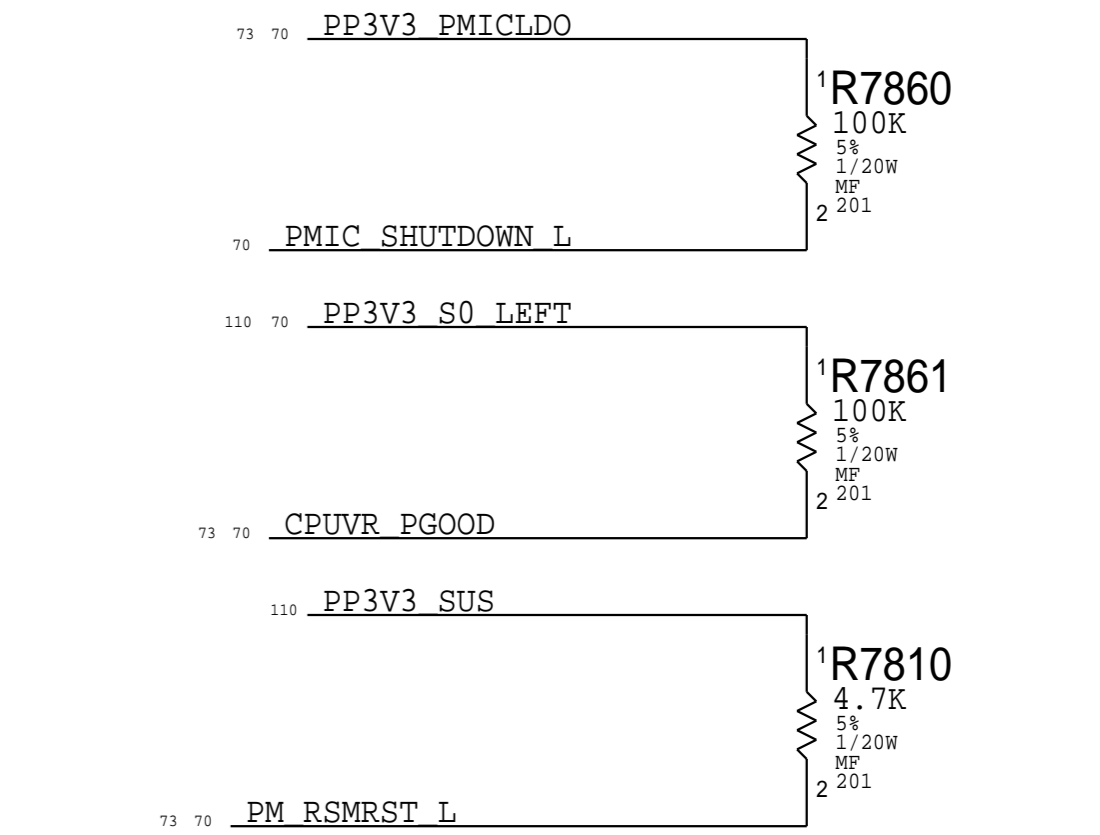 73 70 PP3V3_PMICLDO
1 R7860
100K
5%
1/20W
MF
2 201
70 PMIC_SHUTDOWN_L
110 70 PP3V3_S0_LEFT
1 R7861
100K
5%
1/20W
MF
2 201
73 70 CPUVR_PGOOD
110 PP3V3_SUS
1 R7810
4.7K
5%
1/20W
MF
2 201
73 70 PM_RSMRST_L